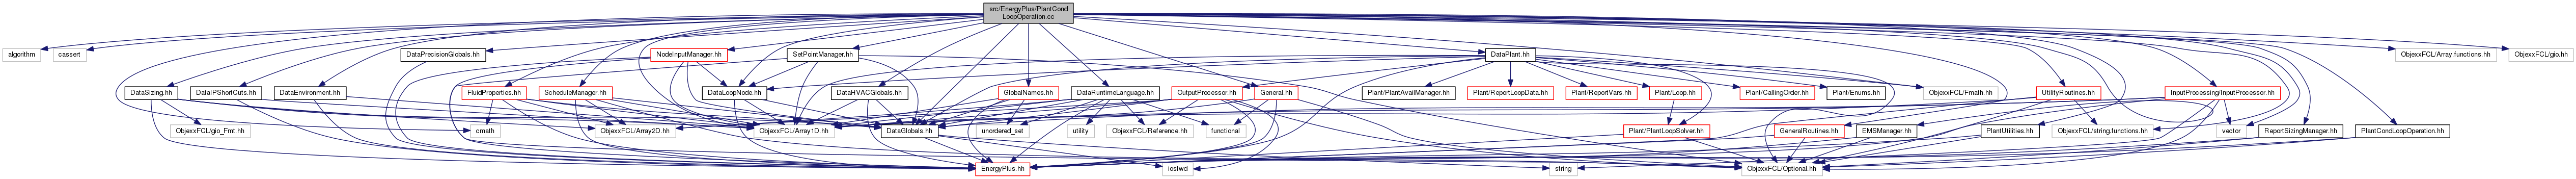 src/EnergyPlus/PlantCond
LoopOperation.cc
algorithm
cassert
DataPrecisionGlobals.hh
NodeInputManager.hh
SetPointManager.hh
DataPlant.hh
ObjexxFCL/Array.functions.hh
ObjexxFCL/gio.hh
DataSizing.hh
DataIPShortCuts.hh
DataEnvironment.hh
FluidProperties.hh
ScheduleManager.hh
DataLoopNode.hh
DataHVACGlobals.hh
GlobalNames.hh
DataRuntimeLanguage.hh
OutputProcessor.hh
General.hh
Plant/PlantAvailManager.hh
Plant/ReportLoopData.hh
Plant/ReportVars.hh
Plant/Loop.hh
Plant/CallingOrder.hh
Plant/Enums.hh
ObjexxFCL/Fmath.hh
UtilityRoutines.hh
InputProcessing/InputProcessor.hh
ObjexxFCL/gio_Fmt.hh
cmath
ObjexxFCL/Array2D.hh
ObjexxFCL/Array1D.hh
DataGlobals.hh
unordered_set
utility
ObjexxFCL/Reference.hh
functional
Plant/PlantLoopSolver.hh
GeneralRoutines.hh
EMSManager.hh
PlantUtilities.hh
ObjexxFCL/string.functions.hh
vector
ReportSizingManager.hh
PlantCondLoopOperation.hh
EnergyPlus.hh
iosfwd
string
ObjexxFCL/Optional.hh